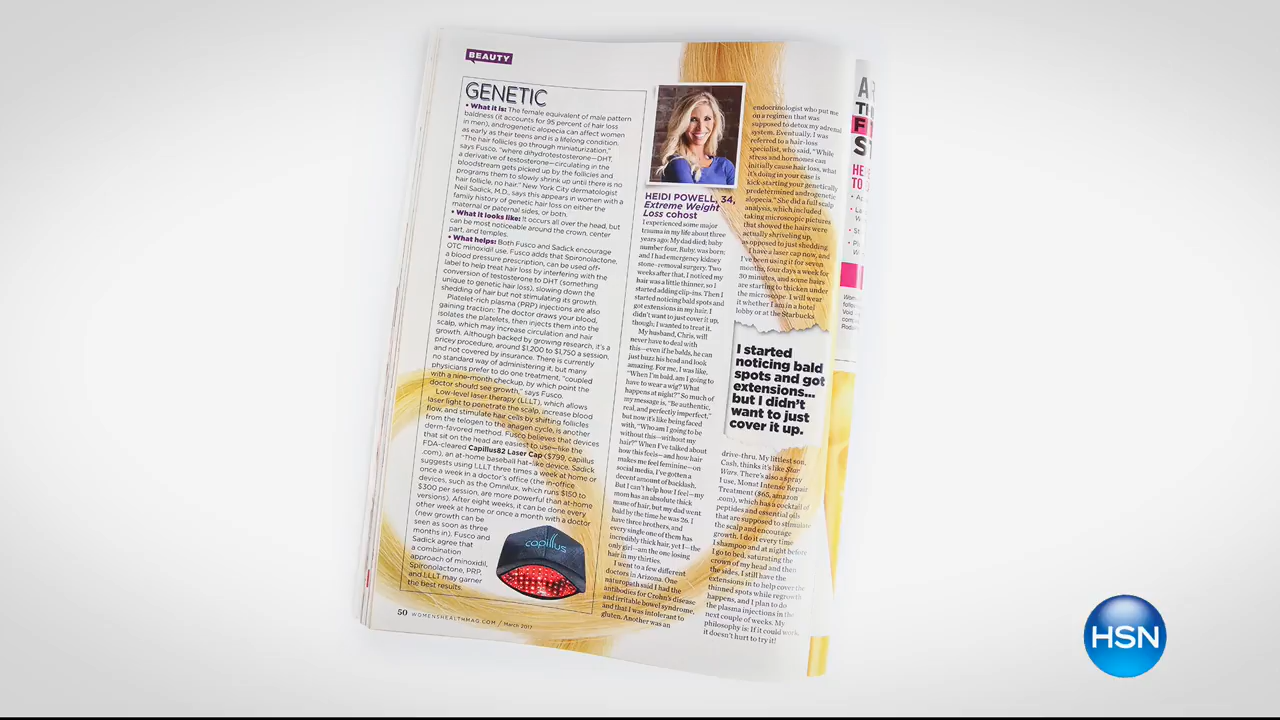 BEAUTY
GENETIC
• What it is: The female equivalent of male pattern
baldness (it accounts for 95 percent of hair loss
in men), androgenetic alopecia can affect women
as early as their teens and is a lifelong condition.
"The hair follicles go through miniaturization,"
says Fusco, "where dihydrotestosterone—DHT,
a derivative of testosterone—circulating in the
bloodstream gets picked up by the follicles and
programs them to slowly shrink up until there is no
hair follicle, no hair." New York City dermatologist
Neil Sadick, M.D., says this appears in women with a
family history of genetic hair loss on either the
maternal or paternal sides, or both.
• What it looks like: It occurs all over the head, but
can be most noticeable around the crown, center
part, and temples.
• What helps: Both Fusco and Sadick encourage
OTC minoxidil use. Fusco adds that Spironolactone,
a blood pressure prescription, can be used off-
label to help treat hair loss by interfering with the
conversion of testosterone to DHT (something
unique to genetic hair loss), slowing down the
shedding of hair but not stimulating its growth.
Platelet-rich plasma (PRP) injections are also
gaining traction: The doctor draws your blood,
isolates the platelets, then injects them into the
scalp, which may increase circulation and hair
growth. Although backed by growing research, it's a
pricey procedure, around $1,200 to $1,750 a session,
and not covered by insurance. There is currently
no standard way of administering it, but many
physicians prefer to do one treatment, "coupled
with a nine-month checkup, by which point the
doctor should see growth," says Fusco.
Low-level laser therapy (LLLT), which allows
laser light to penetrate the scalp, increase blood
flow, and stimulate hair cells by shifting follicles
from the telogen to the anagen cycle, is another
derm-favored method. Fusco believes that devices
that sit on the head are easiest to use—like the
FDA-cleared Capillus82 Laser Cap ($799, capillus
.com), an at-home baseball hat-like device. Sadick
suggests using LLLT three times a week at home or
once a week in a doctor's office (the in-office
devices, such as the Omnilux, which runs $150 to
$300 per session, are more powerful than at-home
versions). After eight weeks, it can be done every
other week at home or once a month with a doctor
(new growth can be
seen as soon as three
months in). Fusco and
Sadick agree that
a combination
approach of minoxidil,
Spironolactone, PRP,
and LLLT may garner
the best results.
capillus
50 WOMENSHEALTHMAG.COM / March 2017
HEIDI POWELL, 34,
Extreme Weight
Loss cohost
I experienced some major
trauma in my life about three
years ago: My dad died; baby
number four, Ruby, was born;
and I had emergency kidney
stone–removal surgery. Two
weeks after that, I noticed my
hair was a little thinner, so I
started adding clip-ins. Then I
started noticing bald spots and
got extensions in my hair. I
didn't want to just cover it up,
though; I wanted to treat it.
My husband, Chris, will
never have to deal with
this—even if he balds, he can
just buzz his head and look
amazing. For me, I was like,
"When I'm bald, am I going to
have to wear a wig? What
happens at night?" So much of
my message is, "Be authentic,
real, and perfectly imperfect,"
but now it's like being faced
with, "Who am I going to be
without this—without my
hair?" When I've talked about
how this feels—and how hair
makes me feel feminine—on
social media, I've gotten a
decent amount of backlash.
But I can't help how I feel—my
mom has an absolute thick
mane of hair, but my dad went
bald by the time he was 26. I
have three brothers, and
every single one of them has
incredibly thick hair, yet I—the
only girl—am the one losing
hair in my thirties.
I went to a few different
doctors in Arizona. One
naturopath said I had the
antibodies for Crohn's disease
and irritable bowel syndrome,
and that I was intolerant to
gluten. Another was an
endocrinologist who put me
on a regimen that was
supposed to detox my adrenal
system. Eventually, I was
referred to a hair-loss
specialist, who said, "While
stress and hormones can
initially cause hair loss, what
it's doing in your case is
kick-starting your genetically
predetermined androgenetic
alopecia." She did a full scalp
analysis, which included
taking microscopic pictures
that showed the hairs were
actually shriveling up,
as opposed to just shedding.
I have a laser cap now, and
I've been using it for seven
months, four days a week for
30 minutes, and some hairs
are starting to thicken under
the microscope. I will wear
it whether I am in a hotel
lobby or at the Starbucks
I started
noticing bald
spots and got
extensions...
but I didn't
want to just
cover it up.
drive-thru. My littlest son,
Cash, thinks it's like Star
Wars. There's also a spray
I use, Monat Intense Repair
Treatment ($65, amazon
.com), which has a cocktail of
peptides and essential oils
that are supposed to stimulate
the scalp and encourage
growth. I do it every time
I shampoo and at night before
I go to bed, saturating the
crown of my head and then
the sides. I still have the
extensions in to help cover the
thinned spots while regrowth
happens, and I plan to do
the plasma injections in the
next couple of weeks. My
philosophy is: If it could work,
it doesn't hurt to try it!
HE
TO
HSN